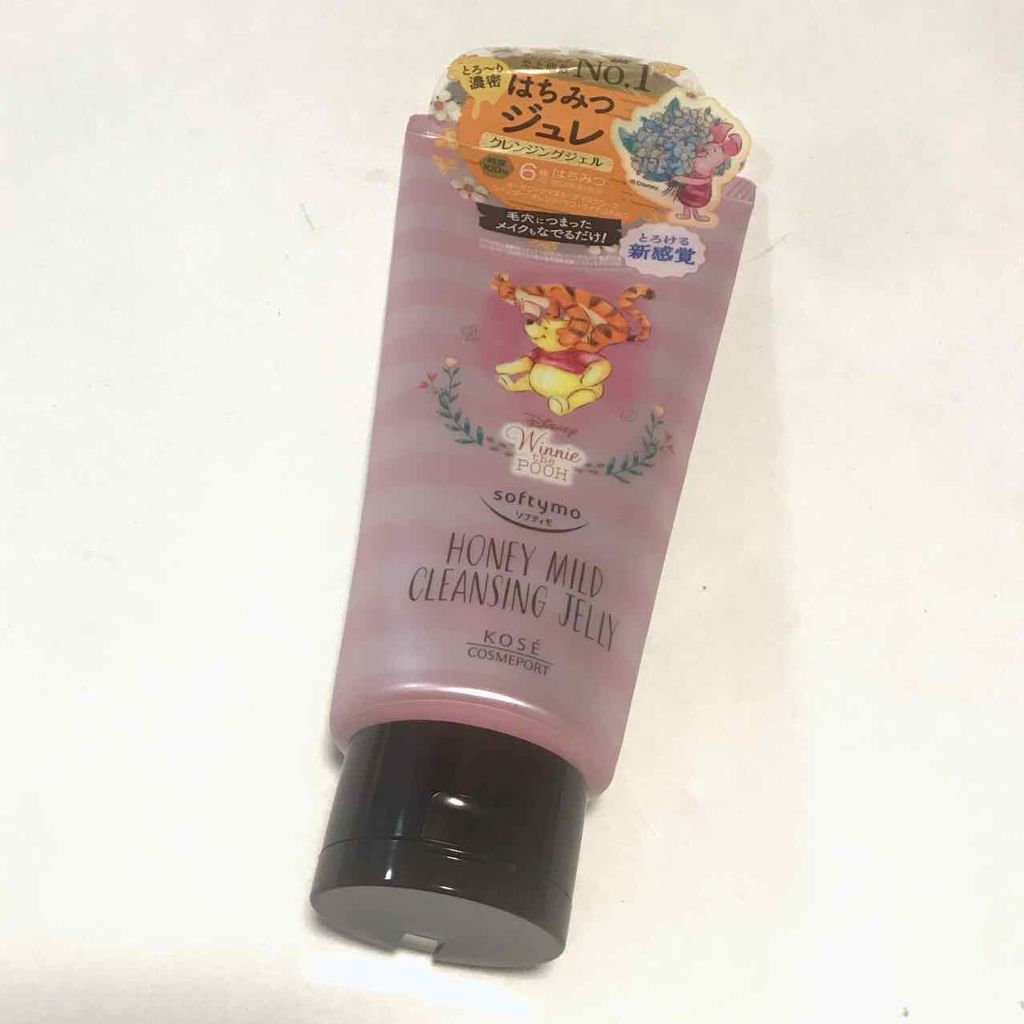 No.1
とろ〜り
濃密
はちみつ
ジュレ
クレンジングジェル
100%
6種はちみつ
©Disney
毛穴につまった
メイクもなでるだけ!
とろける
新感覚
Disney
Winnie
the
POOH
softymo
ソフティモ
HONEY MILD
CLEANSING JELLY
KOSÉ
COSMEPORT